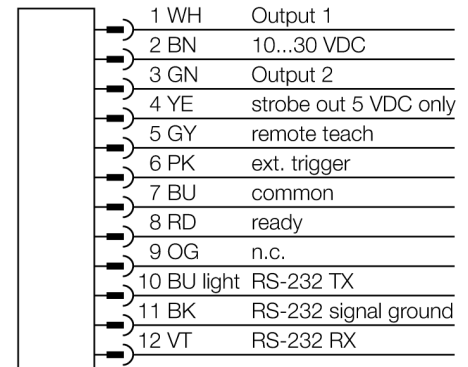 1 WH Output 1
2 BN 10...30 VDC
3 GN Output 2
4 YE strobe out 5 VDC only
5 GY remote teach
6 PK ext. trigger
7 BU common
8 RD ready
9 OG n.c.
10 BU light RS-232 TX
11 BK RS-232 signal ground
12 VT RS-232 RX